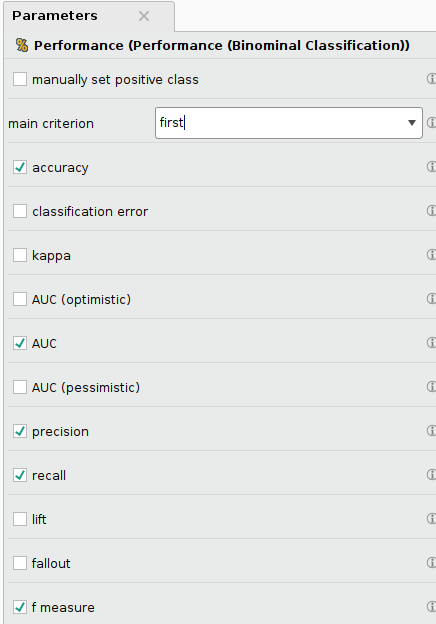 Parameters
Performance (Performance (Binominal Classification))
manually set positive class
main criterion first
accuracy
classification error
kappa
AUC (optimistic)
AUC
AUC (pessimistic)
precision
recall
lift
fallout
f measure